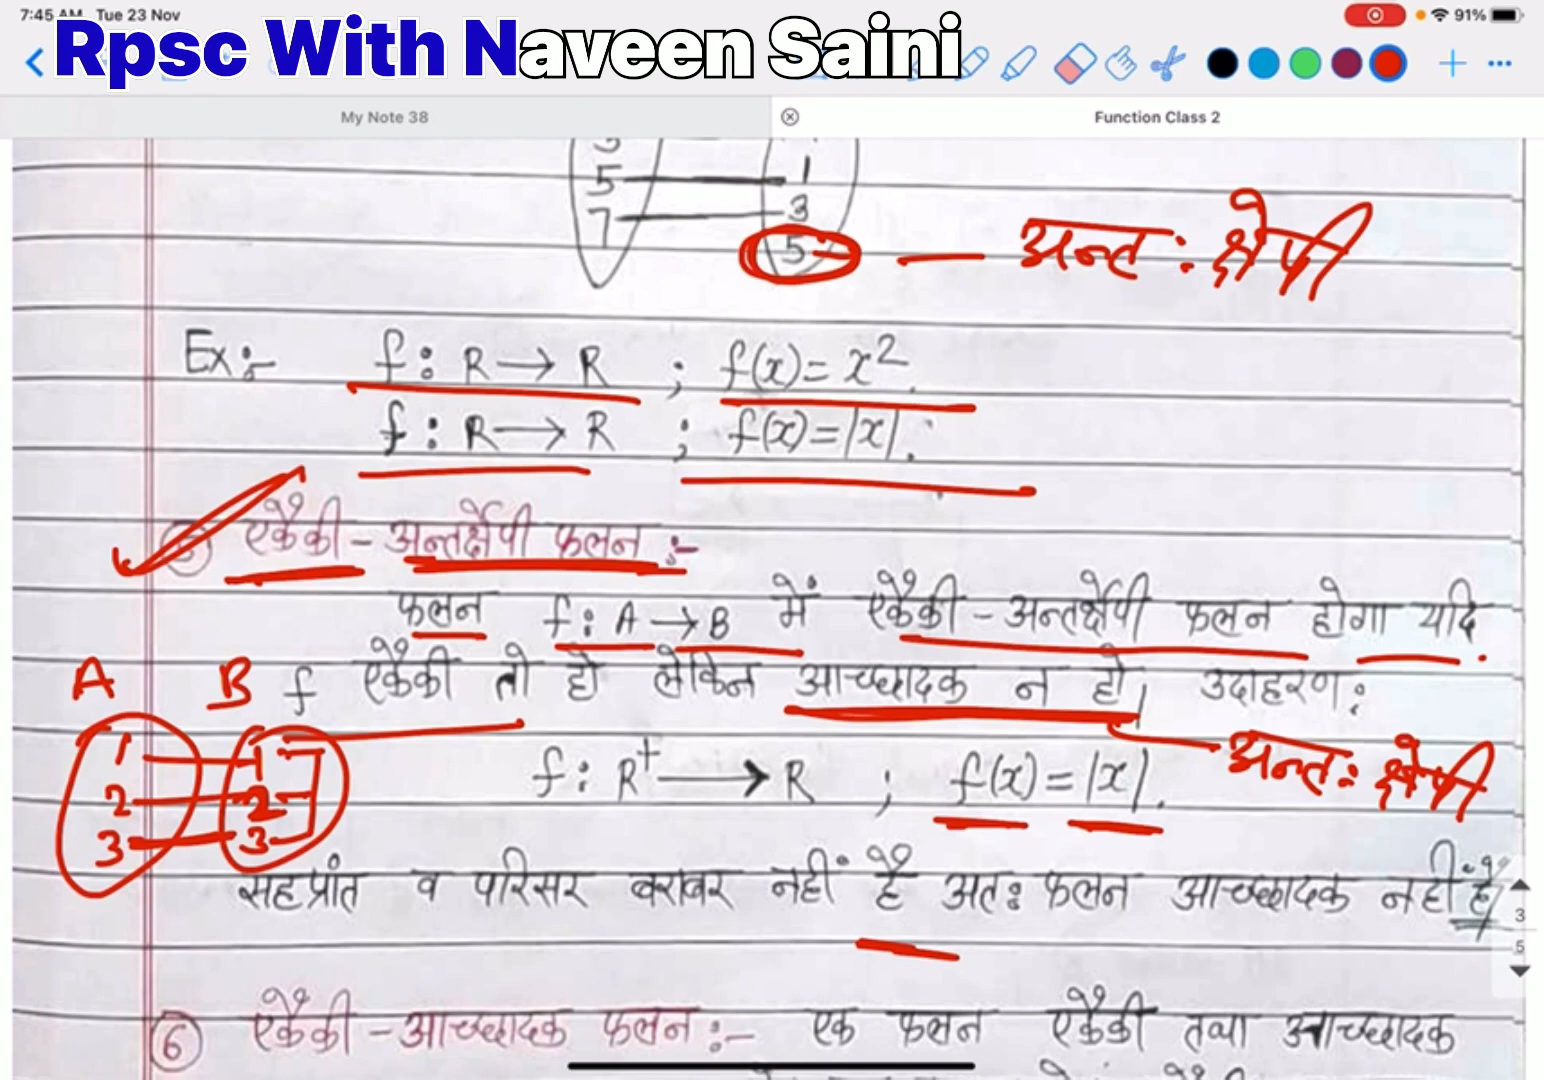 7:45 AM Tue 23 Nov
91%
Rpsc With Naveen Saini
My Note 38
Function Class 2
5 1
7 3
5
अन्तः क्षेपी
Ex:- f : R → R ; f(x) = x²
f : R → R ; f(x) = |x|.
एकैकी - अन्तर्क्षेपी फलन :-
फलन f : A → B में एकैकी - अन्तर्क्षेपी फलन होगा यदि
A B
f एकैकी तो हो लेकिन आच्छादक न हो। उदाहरण:
1 1
2 2
3 3
f : R⁺ → R ; f(x) = |x|.
अन्तः क्षेपी
सहप्रांत व परिसर बराबर नहीं है अतः फलन आच्छादक नहीं है
3
5
6 एकैकी - आच्छादक फलन :- एक फलन एकैकी तथा आच्छादक